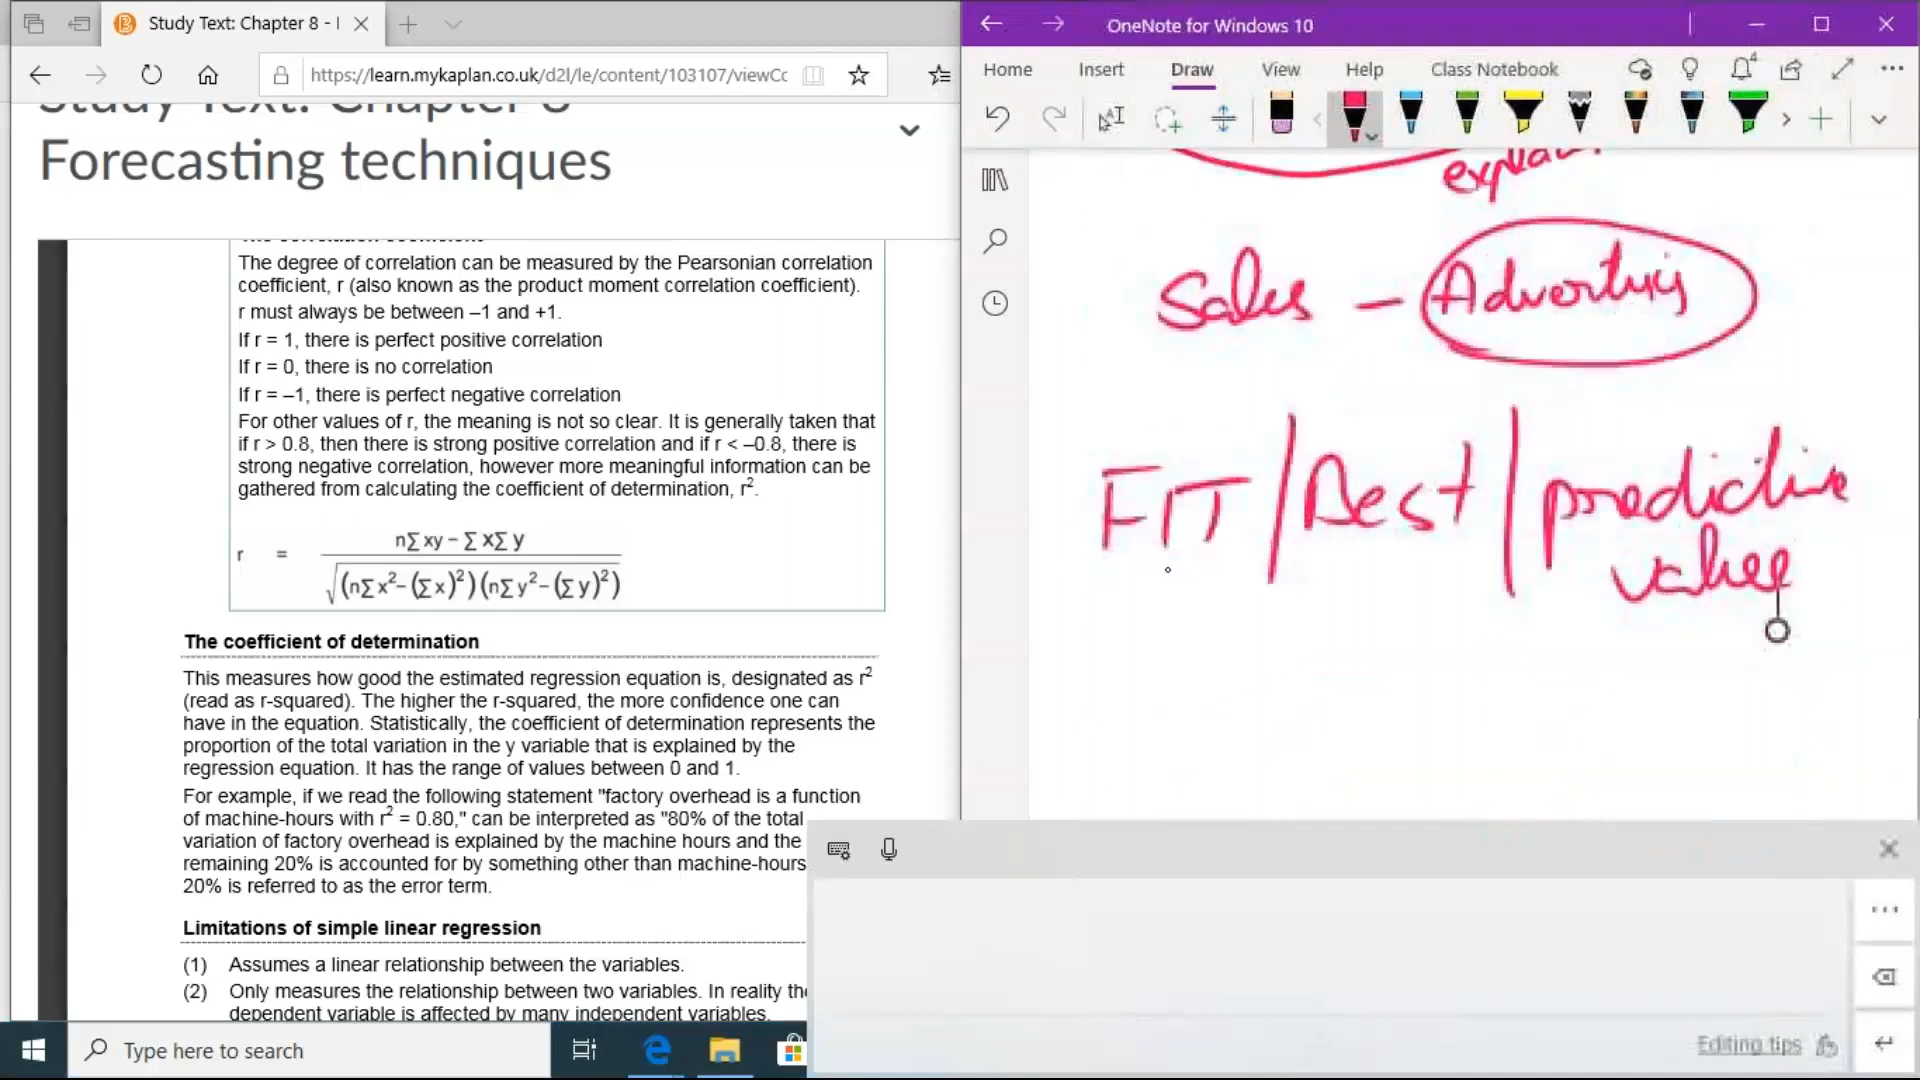 Study Text: Chapter 8 - I
https://learn.mykaplan.co.uk/d2l/le/content/103107/viewCc
Study Text: Chapter 8
Forecasting techniques
The correlation coefficient
The degree of correlation can be measured by the Pearsonian correlation
coefficient, r (also known as the product moment correlation coefficient).
r must always be between –1 and +1.
If r = 1, there is perfect positive correlation
If r = 0, there is no correlation
If r = –1, there is perfect negative correlation
For other values of r, the meaning is not so clear. It is generally taken that
if r > 0.8, then there is strong positive correlation and if r < –0.8, there is
strong negative correlation, however more meaningful information can be
gathered from calculating the coefficient of determination, r².
r = n∑xy – ∑x∑y / √(n∑x²–(∑x)²)(n∑y²–(∑y)²)
The coefficient of determination
This measures how good the estimated regression equation is, designated as r²
(read as r-squared). The higher the r-squared, the more confidence one can
have in the equation. Statistically, the coefficient of determination represents the
proportion of the total variation in the y variable that is explained by the
regression equation. It has the range of values between 0 and 1.
For example, if we read the following statement "factory overhead is a function
of machine-hours with r² = 0.80," can be interpreted as "80% of the total
variation of factory overhead is explained by the machine hours and the
remaining 20% is accounted for by something other than machine-hours
20% is referred to as the error term.
Limitations of simple linear regression
(1) Assumes a linear relationship between the variables.
(2) Only measures the relationship between two variables. In reality the
dependent variable is affected by many independent variables.
Type here to search
OneNote for Windows 10
Home Insert Draw View Help Class Notebook 4
Sales – Advertising
FIT / Best / predictive
value
Editing tips